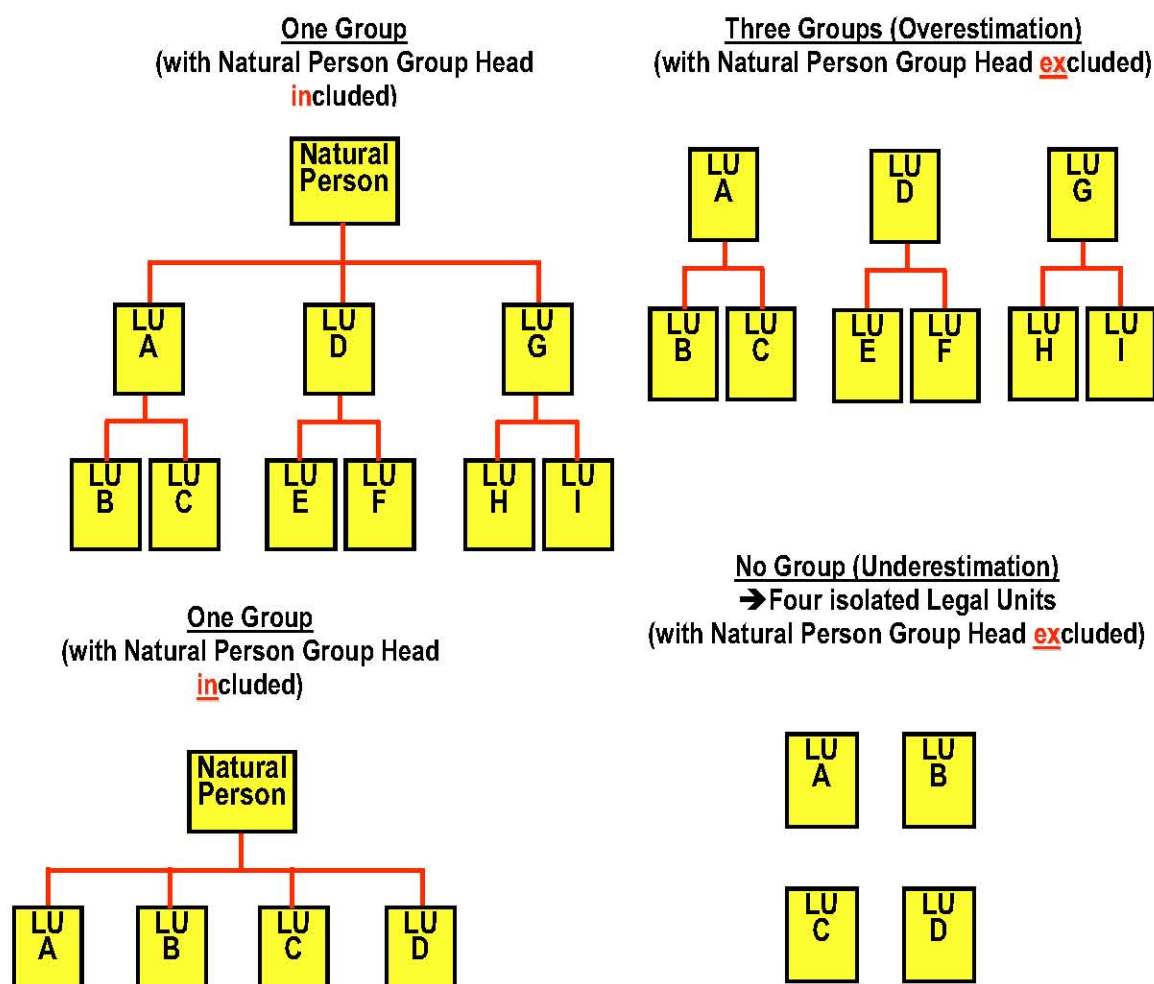 One Group
(with Natural Person Group Head
included)
Natural
Person
LU
A
LU
D
LU
G
LU
B
LU
C
LU
E
LU
F
LU
H
LU
I
Three Groups (Overestimation)
(with Natural Person Group Head excluded)
LU
A
LU
D
LU
G
LU
B
LU
C
LU
E
LU
F
LU
H
LU
I
One Group
(with Natural Person Group Head
included)
Natural
Person
LU
A
LU
B
LU
C
LU
D
No Group (Underestimation)
➔Four isolated Legal Units
(with Natural Person Group Head excluded)
LU
A
LU
B
LU
C
LU
D